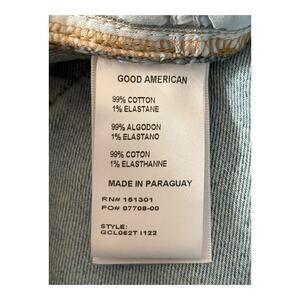 GOOD AMERICAN
99% COTTON
1% ELASTANE
99% ALGODON
1% ELASTANO
99% COTON
1% ELASTHANNE
MADE IN PARAGUAY
RN# 151301
PO# 07708-00
STYLE:
GCL062T I122